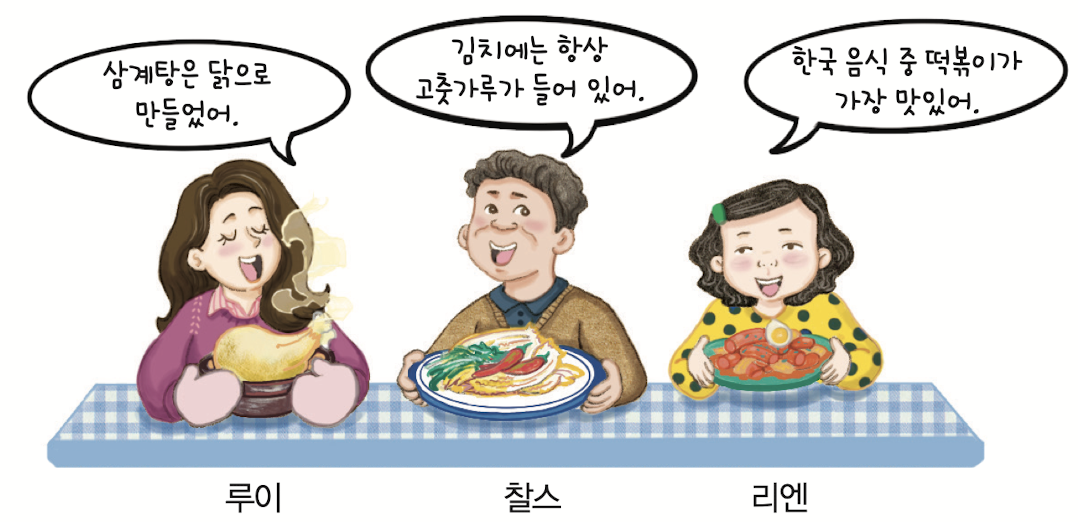 삼계탕은 닭으로
만들었어.
김치에는 항상
고춧가루가 들어 있어.
한국 음식 중 떡볶이가
가장 맛있어.
루이
찰스
리엔